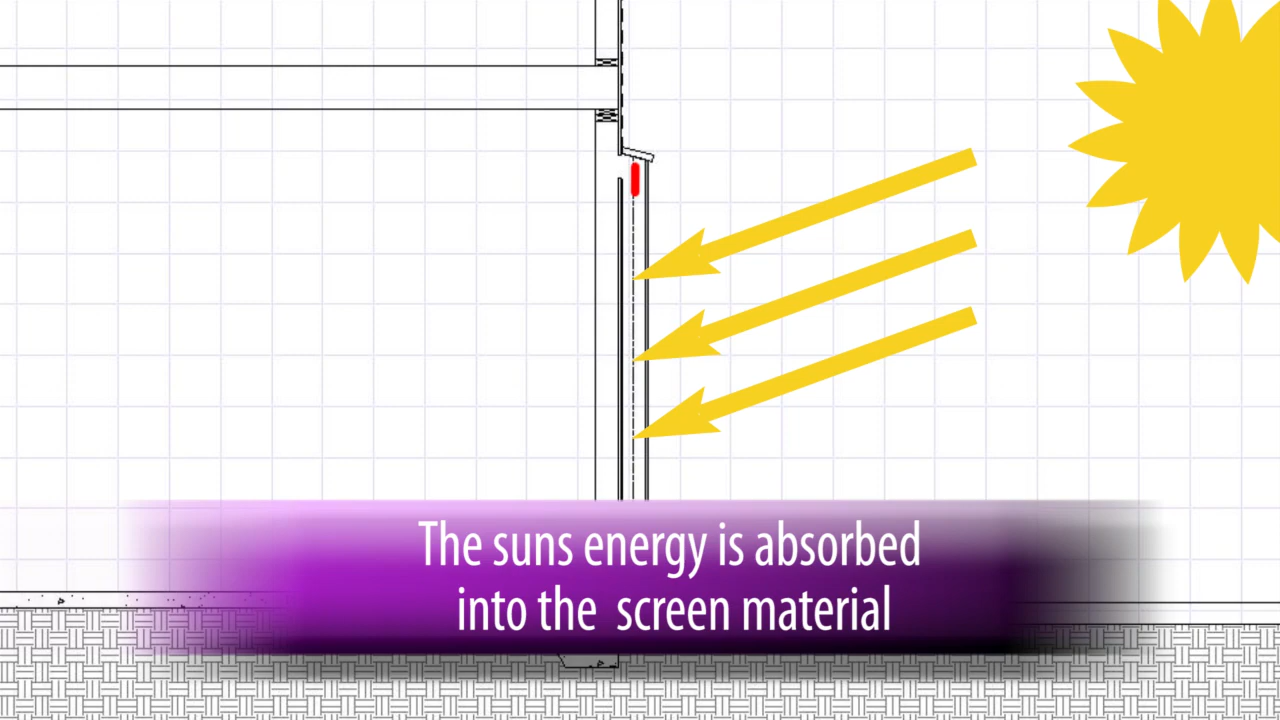 The suns energy is absorbed
into the screen material